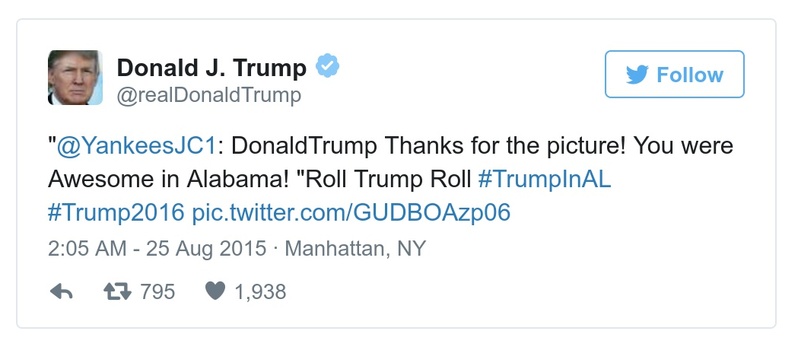 Donald J. Trump
@realDonaldTrump
Follow
"@YankeesJC1: DonaldTrump Thanks for the picture! You were
Awesome in Alabama! "Roll Trump Roll #TrumpInAL
#Trump2016 pic.twitter.com/GUDBOAzp06
2:05 AM - 25 Aug 2015 · Manhattan, NY
795 1,938